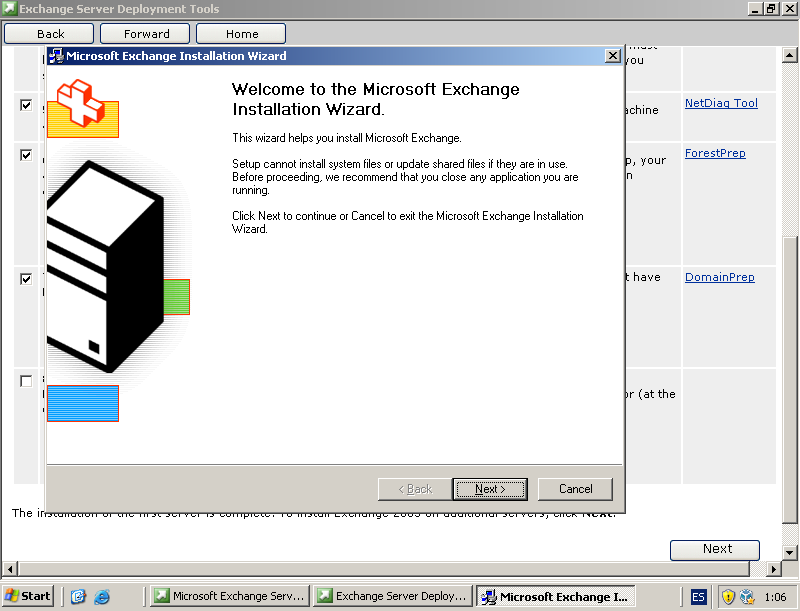 Exchange Server Deployment Tools
Back
Forward
Home
Microsoft Exchange Installation Wizard
you
NetDiag Tool
achine
ForestPrep
p, your
DomainPrep
t have
or (at the
Welcome to the Microsoft Exchange
Installation Wizard.
This wizard helps you install Microsoft Exchange.
Setup cannot install system files or update shared files if they are in use.
Before proceeding, we recommend that you close any application you are
running.
Click Next to continue or Cancel to exit the Microsoft Exchange Installation
Wizard.
< Back
Next >
Cancel
The installation of the first server is complete. To install Exchange 2003 on additional servers, click Next.
Next
Start
Microsoft Exchange Serv...
Exchange Server Deploy...
Microsoft Exchange I...
ES
1:06